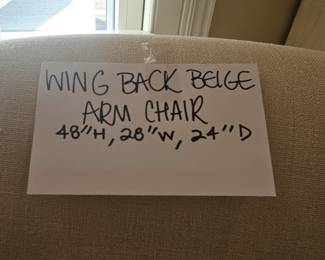 WING BACK BEIGE
ARM CHAIR
48"H, 28"W, 24"D